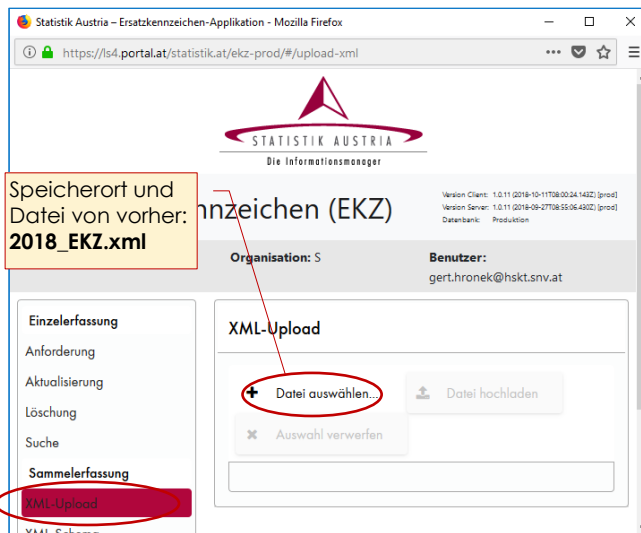 Statistik Austria – Ersatzkennzeichen-Applikation - Mozilla Firefox
https://ls4.portal.at/statistik.at/ekz-prod/#/upload-xml
STATISTIK AUSTRIA
Die Informationsmanager
Speicherort und
Datei von vorher:
2018_EKZ.xml
nnzeichen (EKZ)
Version Client: 1.0.11 (2018-10-11T08:00:24.143Z) [prod]
Version Server: 1.0.11 (2018-09-27T08:55:06.430Z) [prod]
Datenbank: Produktion
Organisation: S
Benutzer:
gert.hronek@hskt.snv.at
Einzelerfassung
Anforderung
Aktualisierung
Löschung
Suche
Sammelerfassung
XML-Upload
XML-Schema
XML-Upload
Datei auswählen...
Datei hochladen
Auswahl verwerfen